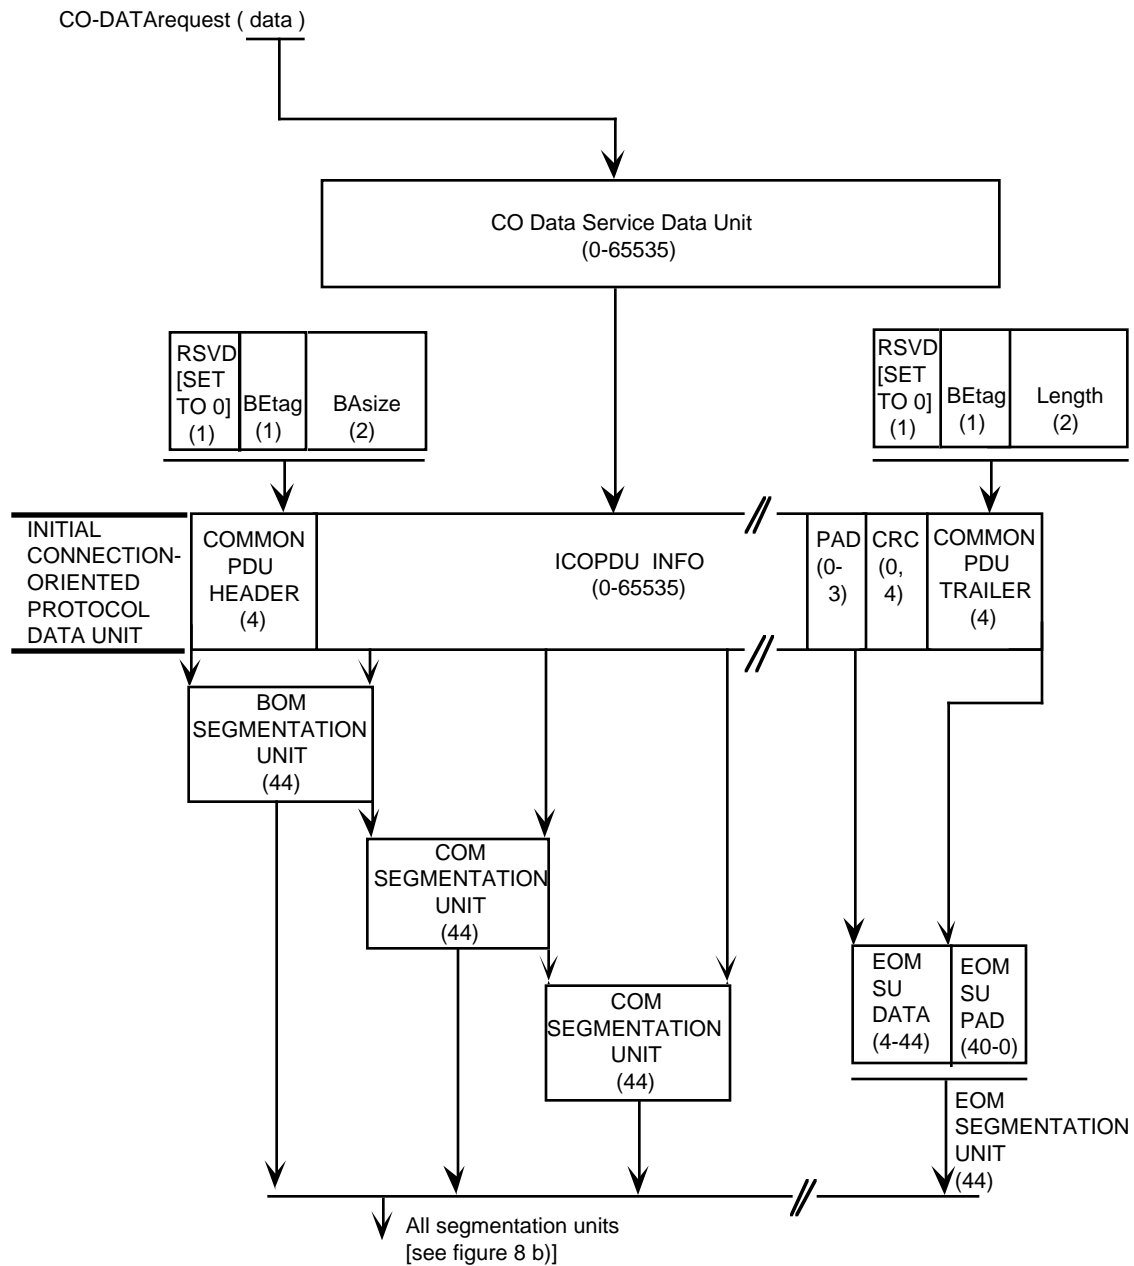 CO-DATArequest ( data )
CO Data Service Data Unit
(0-65535)
RSVD
[SET
TO 0]
(1)
BEtag
(1)
BAsize
(2)
RSVD
[SET
TO 0]
(1)
BEtag
(1)
Length
(2)
INITIAL
CONNECTION-
ORIENTED
PROTOCOL
DATA UNIT
COMMON
PDU
HEADER
(4)
ICOPDU INFO
(0-65535)
PAD
(0-
3)
CRC
(0,
4)
COMMON
PDU
TRAILER
(4)
BOM
SEGMENTATION
UNIT
(44)
COM
SEGMENTATION
UNIT
(44)
COM
SEGMENTATION
UNIT
(44)
EOM
SU
DATA
(4-44)
EOM
SU
PAD
(40-0)
EOM
SEGMENTATION
UNIT
(44)
All segmentation units
[see figure 8 b)]